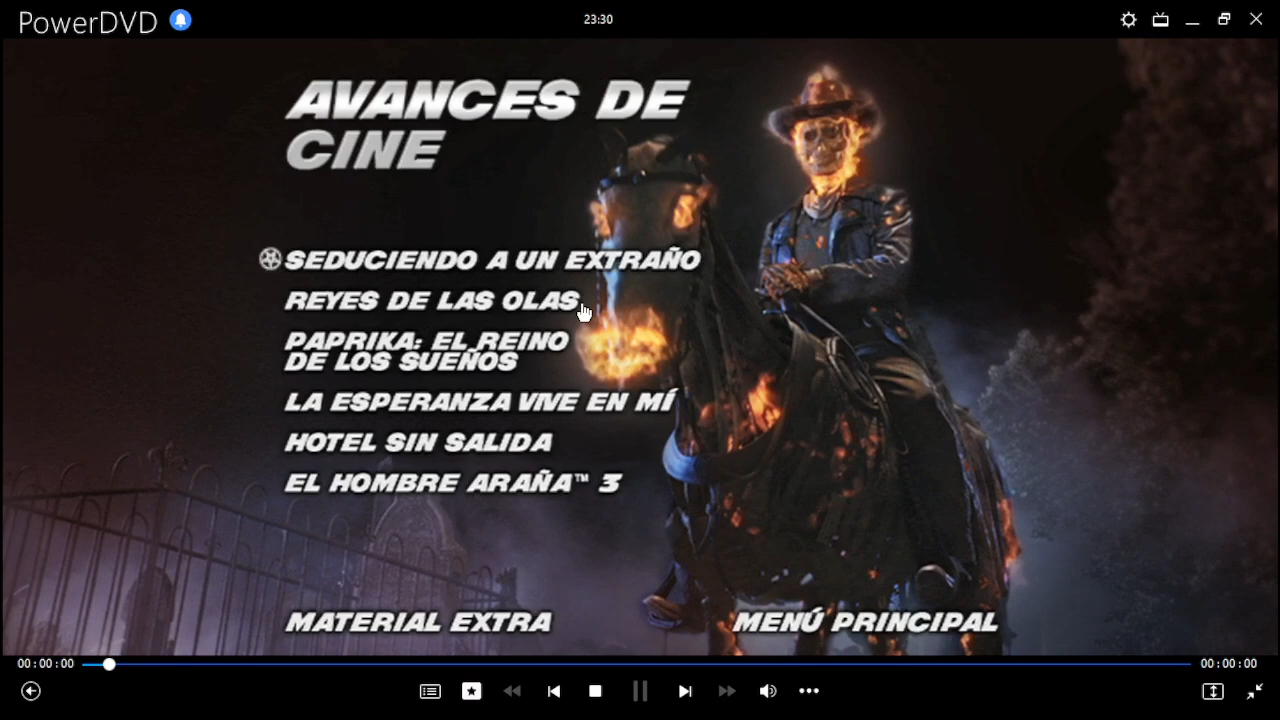 PowerDVD
23:30
AVANCES DE
CINE
SEDUCIENDO A UN EXTRAÑO
REYES DE LAS OLAS
PAPRIKA: EL REINO
DE LOS SUEÑOS
LA ESPERANZA VIVE EN MÍ
HOTEL SIN SALIDA
EL HOMBRE ARAÑA™ 3
MATERIAL EXTRA
MENÚ PRINCIPAL
00:00:00
00:00:00